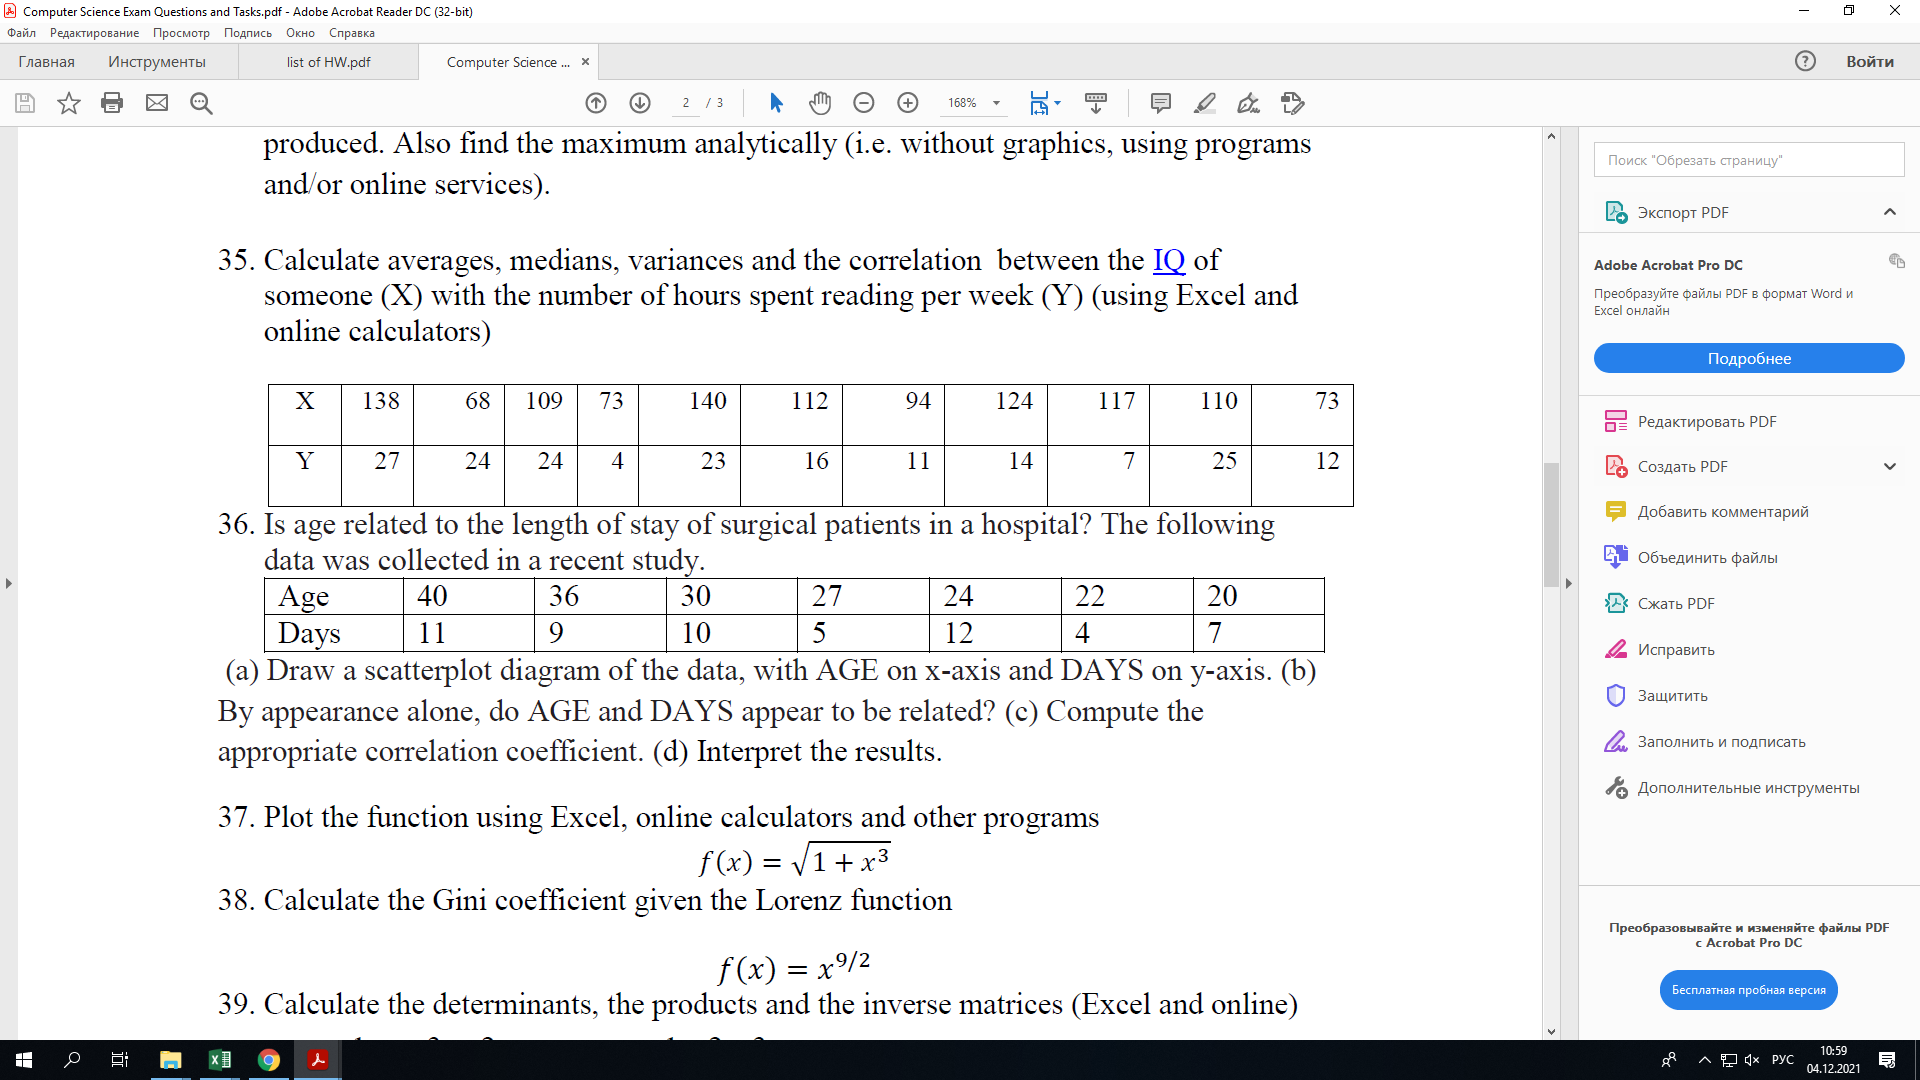 Computer Science Exam Questions and Tasks.pdf - Adobe Acrobat Reader DC (32-bit)
Файл Редактирование Просмотр Подпись Окно Справка
Главная Инструменты list of HW.pdf Computer Science ... × ? Войти
2 / 3 168%
produced. Also find the maximum analytically (i.e. without graphics, using programs
and/or online services).
35. Calculate averages, medians, variances and the correlation between the IQ of
someone (X) with the number of hours spent reading per week (Y) (using Excel and
online calculators)
X 138 68 109 73 140 112 94 124 117 110 73
Y 27 24 24 4 23 16 11 14 7 25 12
36. Is age related to the length of stay of surgical patients in a hospital? The following
data was collected in a recent study.
Age 40 36 30 27 24 22 20
Days 11 9 10 5 12 4 7
(a) Draw a scatterplot diagram of the data, with AGE on x-axis and DAYS on y-axis. (b)
By appearance alone, do AGE and DAYS appear to be related? (c) Compute the
appropriate correlation coefficient. (d) Interpret the results.
37. Plot the function using Excel, online calculators and other programs
f(x) = √1 + x³
38. Calculate the Gini coefficient given the Lorenz function
f(x) = x^9/2
39. Calculate the determinants, the products and the inverse matrices (Excel and online)
Поиск "Обрезать страницу"
Экспорт PDF
Adobe Acrobat Pro DC
Преобразуйте файлы PDF в формат Word и
Excel онлайн
Подробнее
Редактировать PDF
Создать PDF
Добавить комментарий
Объединить файлы
Сжать PDF
Исправить
Защитить
Заполнить и подписать
Дополнительные инструменты
Преобразовывайте и изменяйте файлы PDF
с Acrobat Pro DC
Бесплатная пробная версия
РУС
10:59
04.12.2021